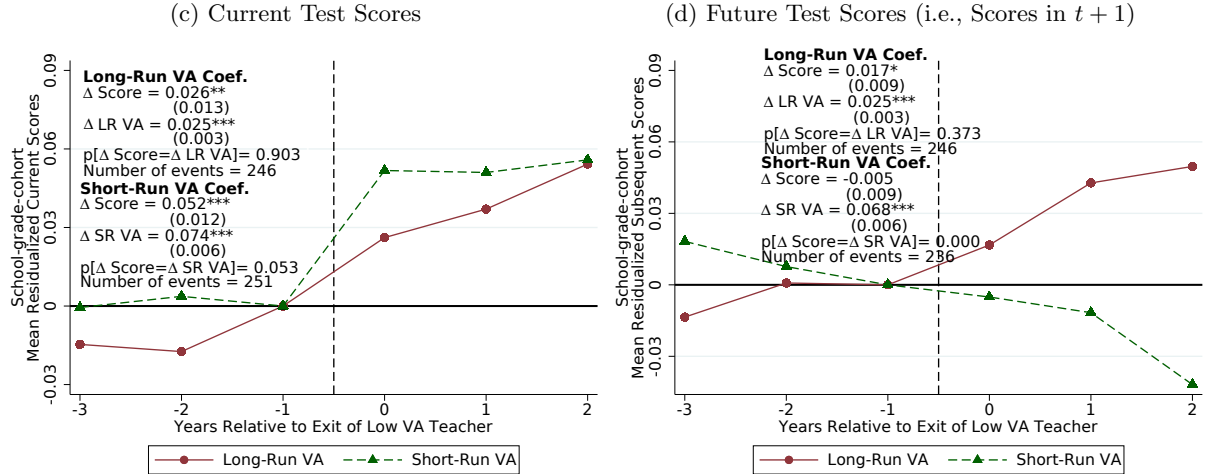 (c) Current Test Scores
School-grade-cohort
Mean Residualized Current Scores
0.09
0.06
0.03
0
-0.03
Long-Run VA Coef.
Δ Score = 0.026**
(0.013)
Δ LR VA = 0.025***
(0.003)
p[Δ Score=Δ LR VA]= 0.903
Number of events = 246
Short-Run VA Coef.
Δ Score = 0.052***
(0.012)
Δ SR VA = 0.074***
(0.006)
p[Δ Score=Δ SR VA]= 0.053
Number of events = 251
-3 -2 -1 0 1 2
Years Relative to Exit of Low VA Teacher
Long-Run VA Short-Run VA
(d) Future Test Scores (i.e., Scores in t + 1)
School-grade-cohort
Mean Residualized Subsequent Scores
0.09
0.06
0.03
0
-0.03
Long-Run VA Coef.
Δ Score = 0.017*
(0.009)
Δ LR VA = 0.025***
(0.003)
p[Δ Score=Δ LR VA]= 0.373
Number of events = 246
Short-Run VA Coef.
Δ Score = -0.005
(0.009)
Δ SR VA = 0.068***
(0.006)
p[Δ Score=Δ SR VA]= 0.000
Number of events = 236
-3 -2 -1 0 1 2
Years Relative to Exit of Low VA Teacher
Long-Run VA Short-Run VA